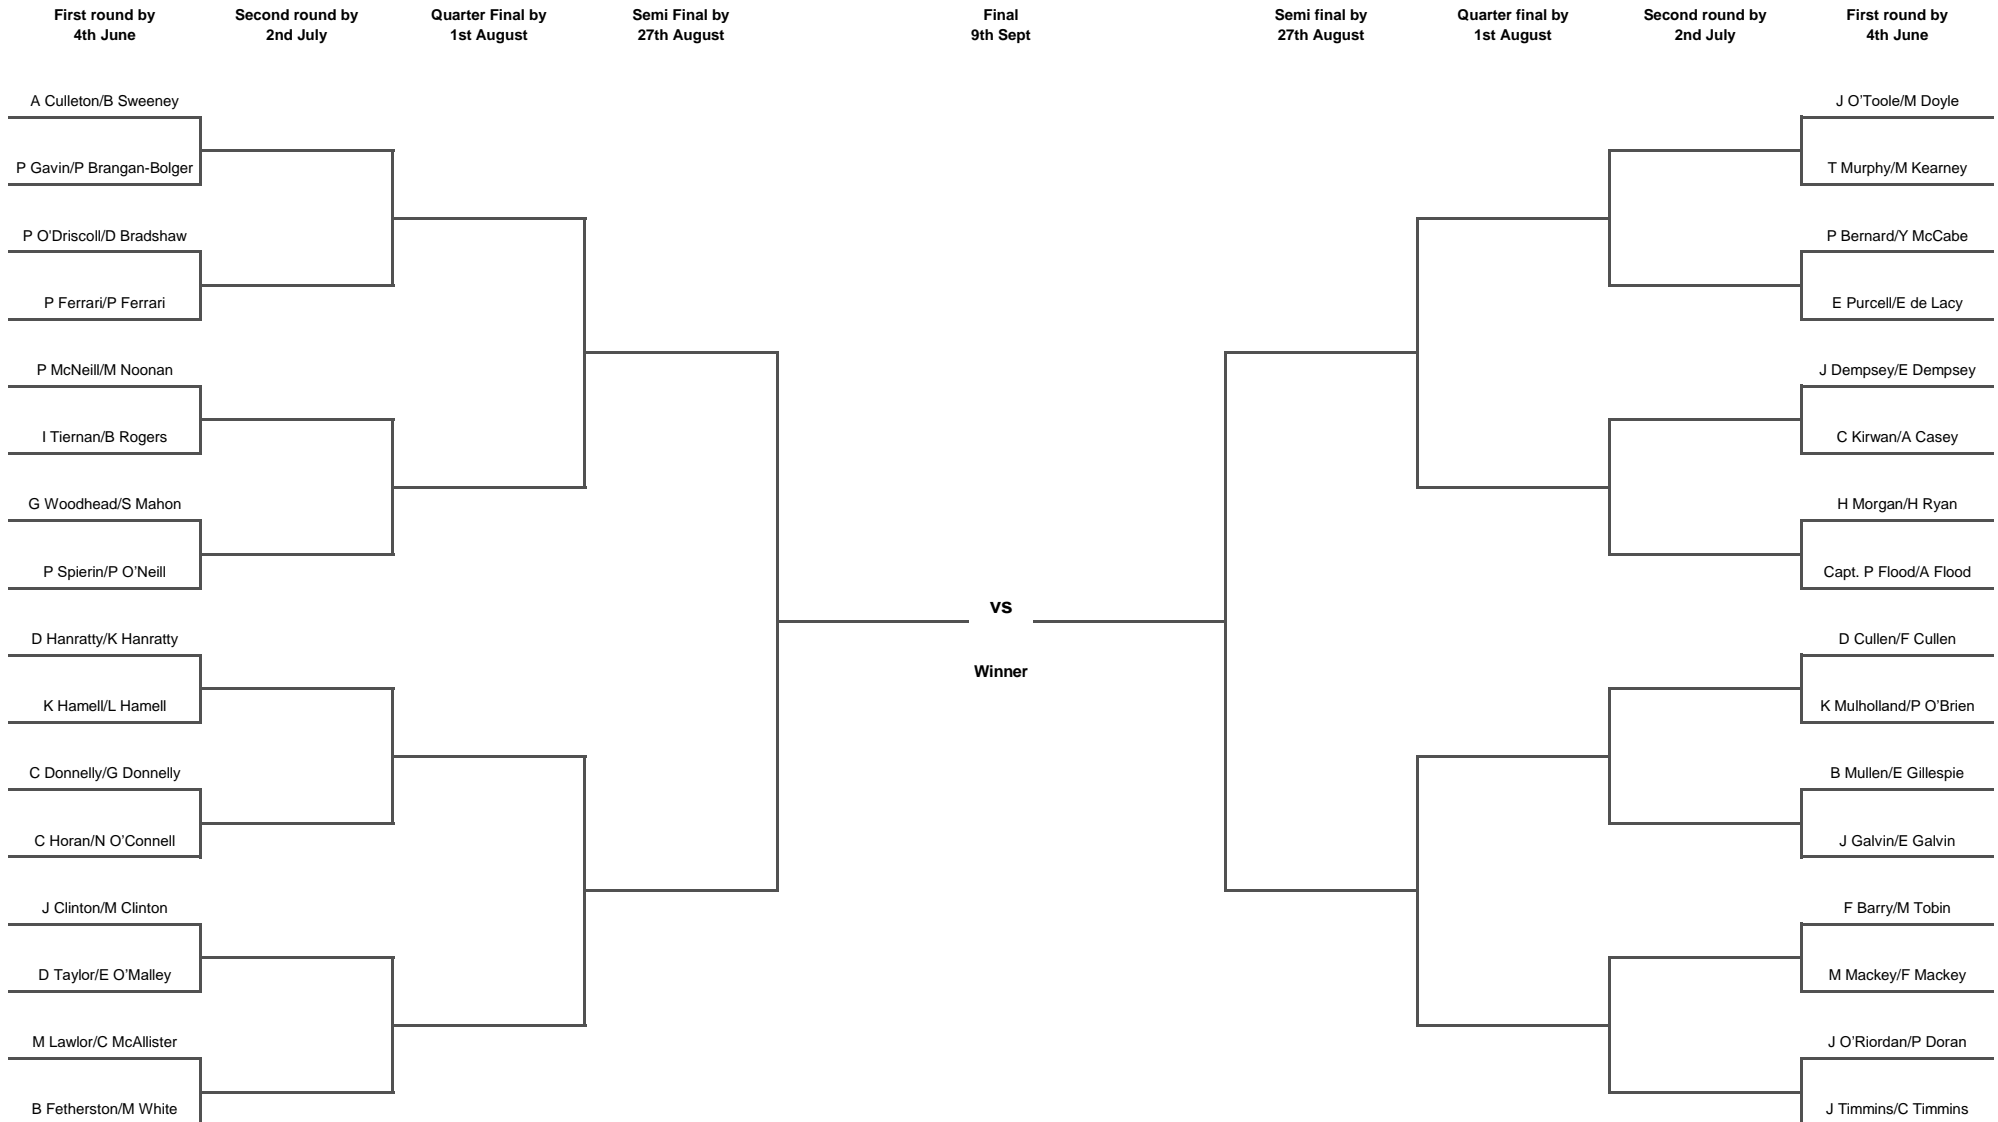 First round by
4th June
Second round by
2nd July
Quarter Final by
1st August
Semi Final by
27th August
Final
9th Sept
Semi final by
27th August
Quarter final by
1st August
Second round by
2nd July
First round by
4th June
A Culleton/B Sweeney
P Gavin/P Brangan-Bolger
P O'Driscoll/D Bradshaw
P Ferrari/P Ferrari
P McNeill/M Noonan
I Tiernan/B Rogers
G Woodhead/S Mahon
P Spierin/P O’Neill
D Hanratty/K Hanratty
K Hamell/L Hamell
C Donnelly/G Donnelly
C Horan/N O’Connell
J Clinton/M Clinton
D Taylor/E O’Malley
M Lawlor/C McAllister
B Fetherston/M White
vs
Winner
J O’Toole/M Doyle
T Murphy/M Kearney
P Bernard/Y McCabe
E Purcell/E de Lacy
J Dempsey/E Dempsey
C Kirwan/A Casey
H Morgan/H Ryan
Capt. P Flood/A Flood
D Cullen/F Cullen
K Mulholland/P O’Brien
B Mullen/E Gillespie
J Galvin/E Galvin
F Barry/M Tobin
M Mackey/F Mackey
J O’Riordan/P Doran
J Timmins/C Timmins